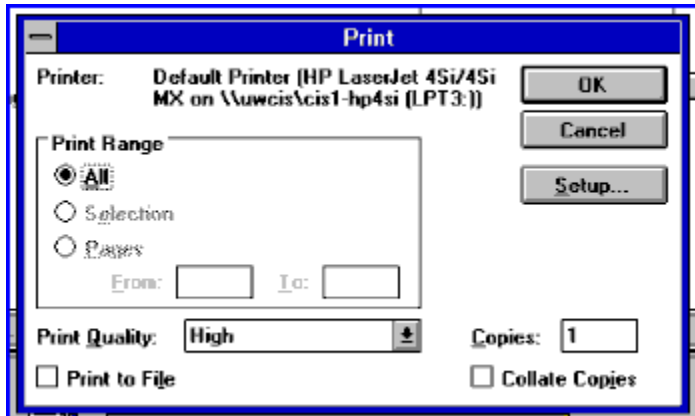 Print
Printer: Default Printer (HP LaserJet 4Si/4Si
MX on \\uwcis\cis1-hp4si (LPT3:))
OK
Cancel
Setup...
Print Range
All
Selection
Pages
From: To:
Print Quality: High
Copies: 1
Print to File
Collate Copies